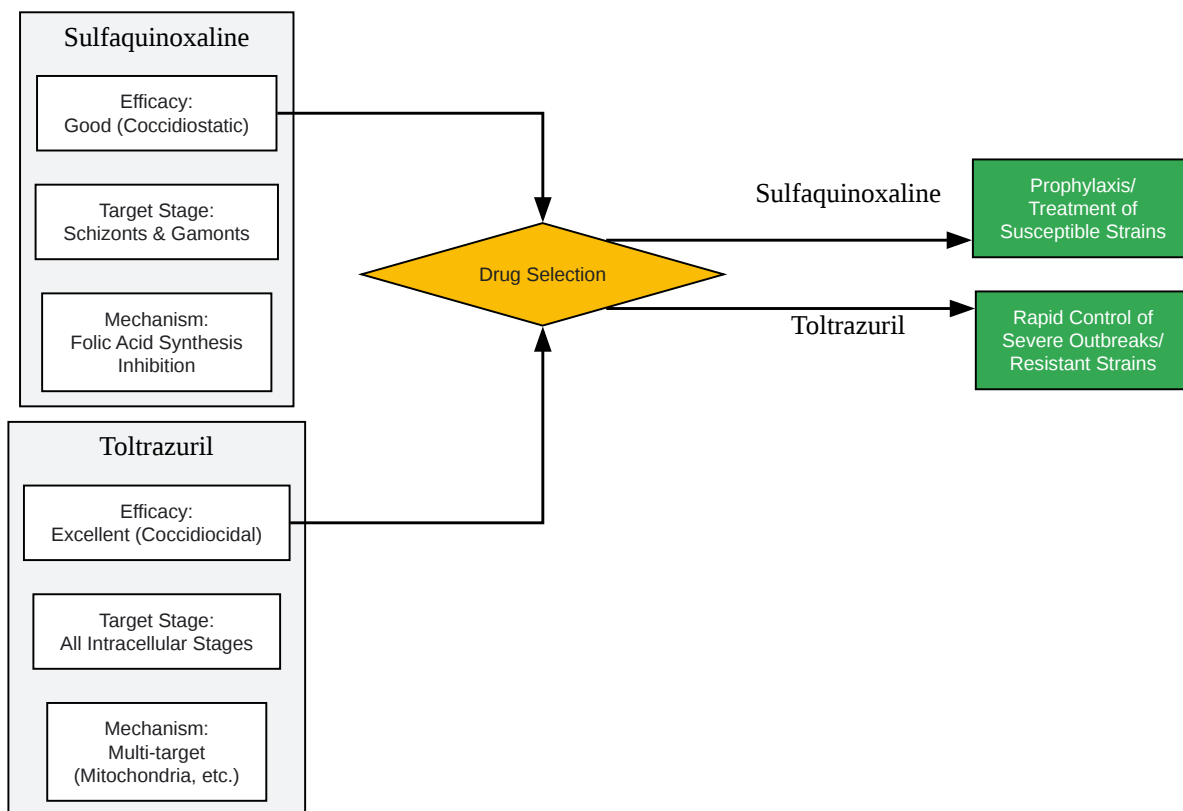 Sulfaquinoxaline
Efficacy:
Good (Coccidiostatic)
Target Stage:
Schizonts & Gamonts
Mechanism:
Folic Acid Synthesis
Inhibition
Toltrazuril
Efficacy:
Excellent (Coccidiocidal)
Target Stage:
All Intracellular Stages
Mechanism:
Multi-target
(Mitochondria, etc.)
Drug Selection
Sulfaquinoxaline
Toltrazuril
Prophylaxis/
Treatment of
Susceptible Strains
Rapid Control of
Severe Outbreaks/
Resistant Strains